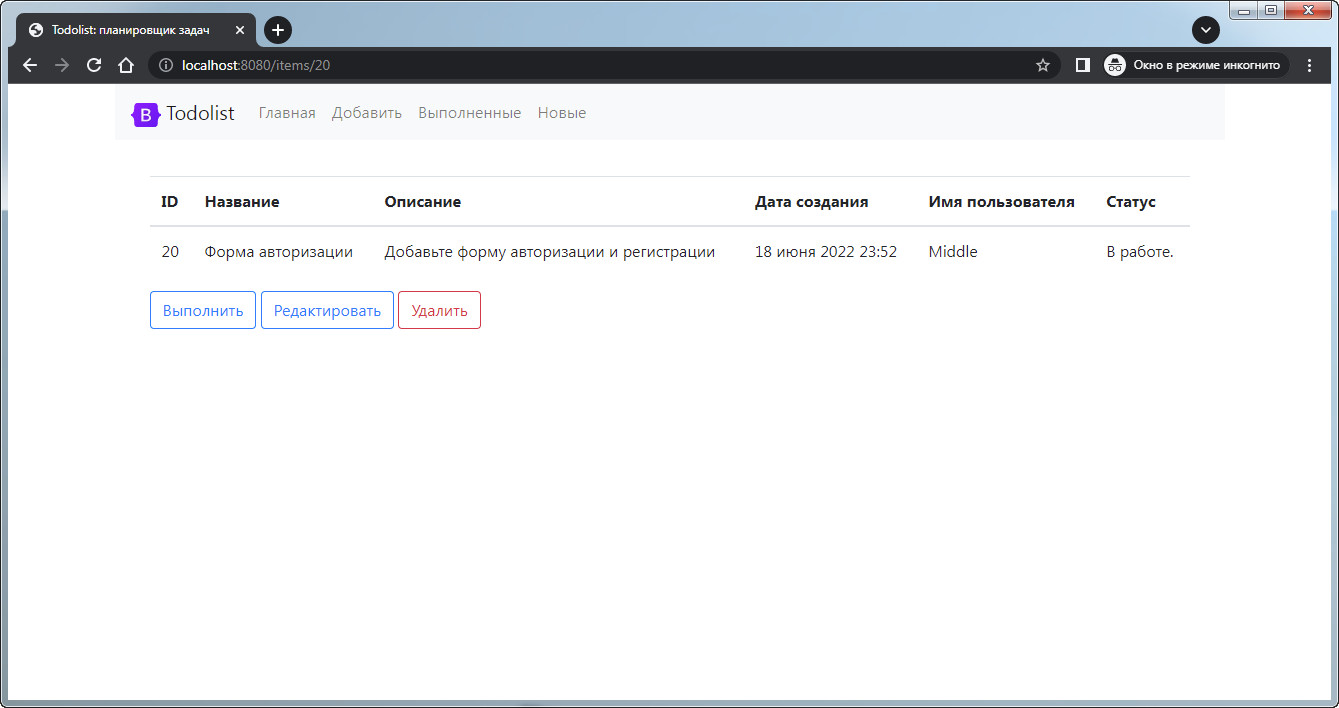 Todolist: планировщик задач
localhost:8080/items/20
Окно в режиме инкогнито
B Todolist Главная Добавить Выполненные Новые
ID Название Описание Дата создания Имя пользователя Статус
20 Форма авторизации Добавьте форму авторизации и регистрации 18 июня 2022 23:52 Middle В работе.
Выполнить Редактировать Удалить